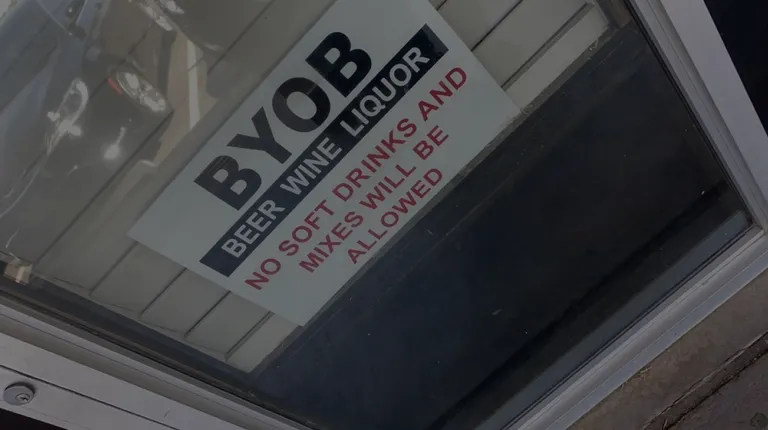 BYOB
BEER WINE LIQUOR
NO SOFT DRINKS AND
MIXES WILL BE
ALLOWED